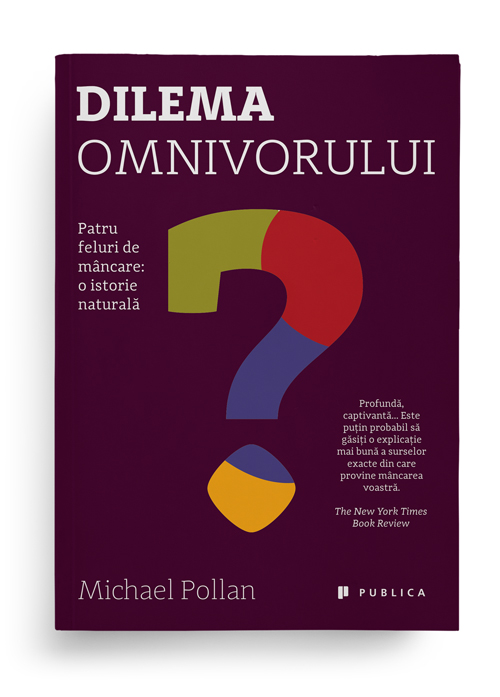 DILEMA
OMNIVORULUI
Patru
feluri de
mâncare:
o istorie
naturală
Profundă,
captivantă... Este
puțin probabil să
găsiți o explicație
mai bună a surselor
exacte din care
provine mâncarea
voastră.
The New York Times
Book Review
Michael Pollan
PUBLICA